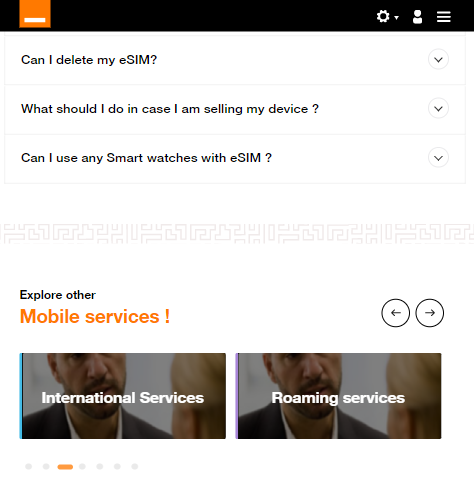 Can I delete my eSIM?
What should I do in case I am selling my device ?
Can I use any Smart watches with eSIM ?
Explore other
Mobile services !
International Services
Roaming services